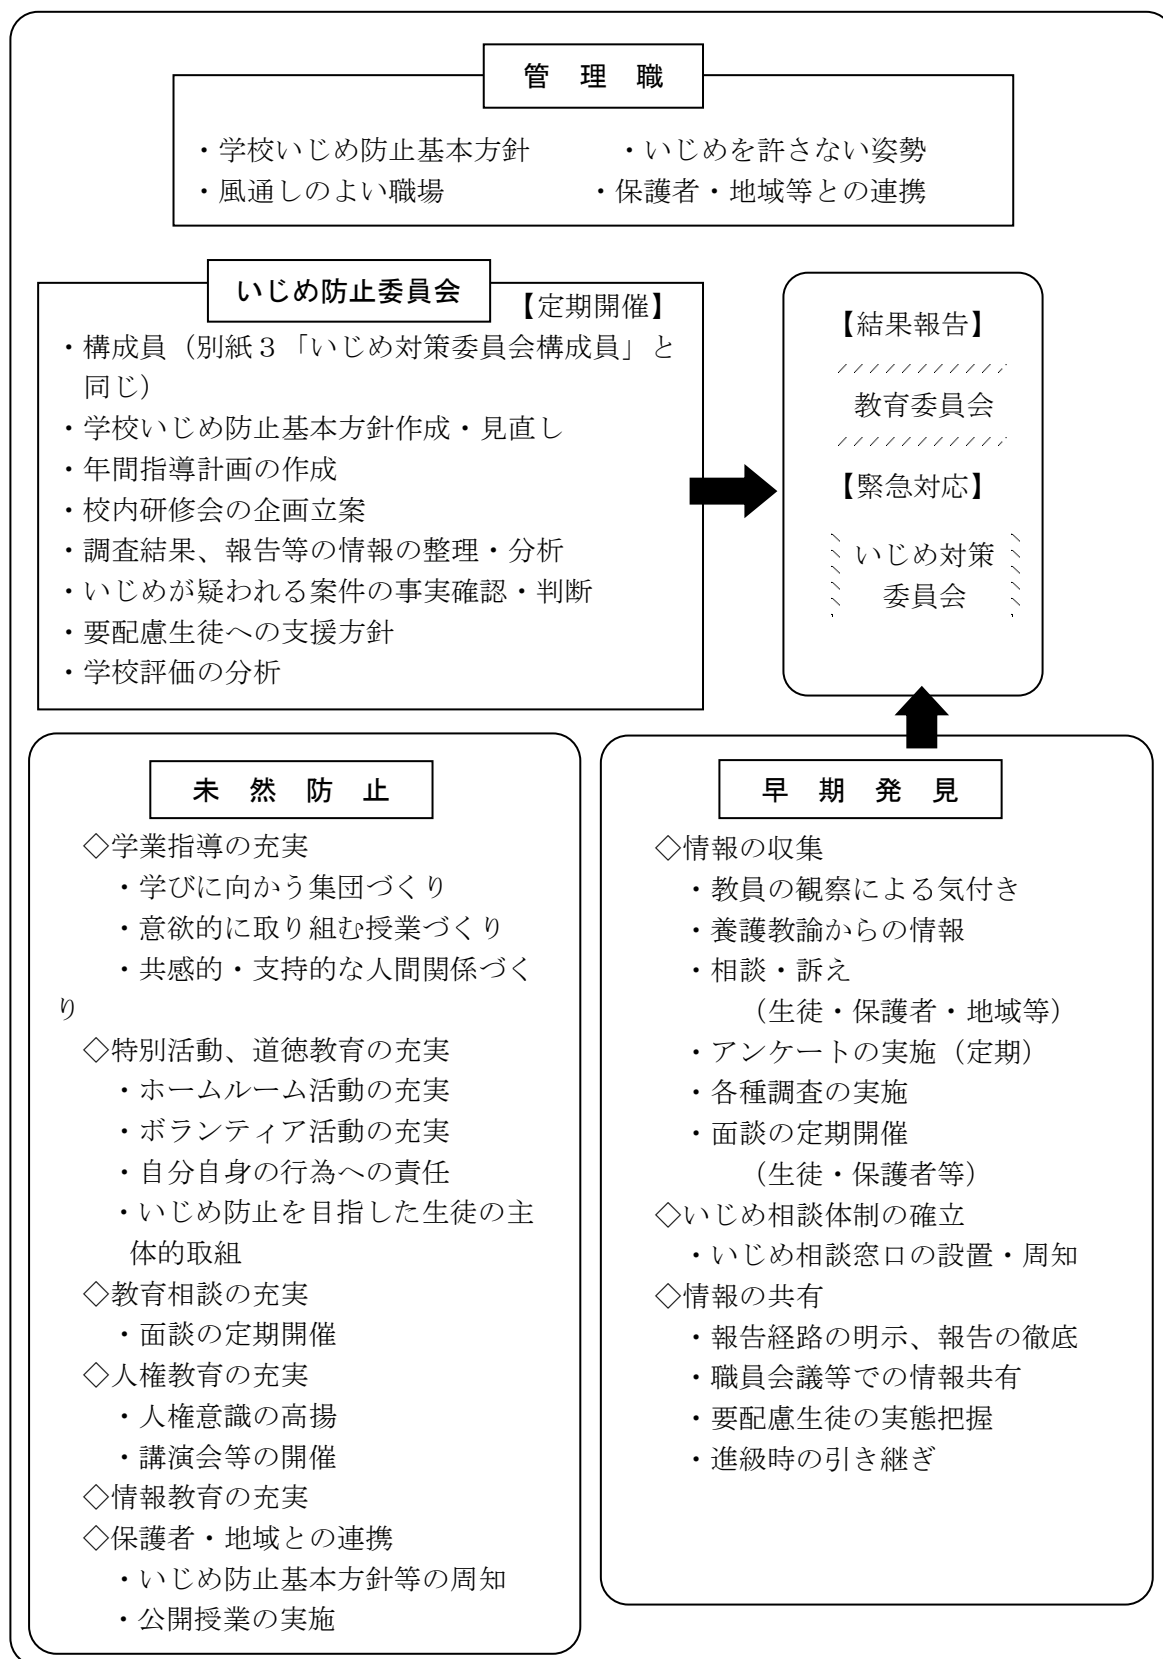 管 理 職
・学校いじめ防止基本方針 ・いじめを許さない姿勢
・風通しのよい職場 ・保護者・地域等との連携
いじめ防止委員会
【定期開催】
・構成員（別紙３「いじめ対策委員会構成員」と
同じ）
・学校いじめ防止基本方針作成・見直し
・年間指導計画の作成
・校内研修会の企画立案
・調査結果、報告等の情報の整理・分析
・いじめが疑われる案件の事実確認・判断
・要配慮生徒への支援方針
・学校評価の分析
【結果報告】
教育委員会
【緊急対応】
いじめ対策
委員会
未 然 防 止
◇学業指導の充実
・学びに向かう集団づくり
・意欲的に取り組む授業づくり
・共感的・支持的な人間関係づく
り
◇特別活動、道徳教育の充実
・ホームルーム活動の充実
・ボランティア活動の充実
・自分自身の行為への責任
・いじめ防止を目指した生徒の主
体的取組
◇教育相談の充実
・面談の定期開催
◇人権教育の充実
・人権意識の高揚
・講演会等の開催
◇情報教育の充実
◇保護者・地域との連携
・いじめ防止基本方針等の周知
・公開授業の実施
早 期 発 見
◇情報の収集
・教員の観察による気付き
・養護教諭からの情報
・相談・訴え
（生徒・保護者・地域等）
・アンケートの実施（定期）
・各種調査の実施
・面談の定期開催
（生徒・保護者等）
◇いじめ相談体制の確立
・いじめ相談窓口の設置・周知
◇情報の共有
・報告経路の明示、報告の徹底
・職員会議等での情報共有
・要配慮生徒の実態把握
・進級時の引き継ぎ